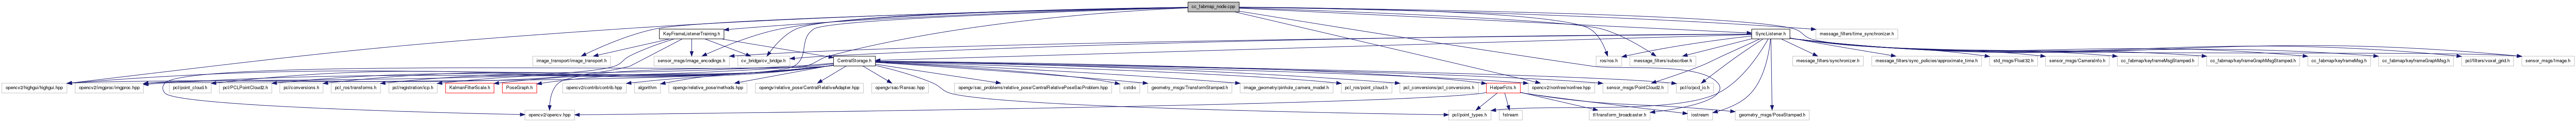 cc_fabmap_node.cpp
KeyFrameListenerTraining.h
SyncListener.h
message_filters/time_synchronizer.h
image_transport/image_transport.h
sensor_msgs/image_encodings.h
cv_bridge/cv_bridge.h
CentralStorage.h
ros/ros.h
message_filters/subscriber.h
message_filters/synchronizer.h
message_filters/sync_policies/approximate_time.h
std_msgs/Float32.h
sensor_msgs/CameraInfo.h
cc_fabmap/keyframeMsgStamped.h
cc_fabmap/keyframeGraphMsgStamped.h
cc_fabmap/keyframeMsg.h
cc_fabmap/keyframeGraphMsg.h
pcl/filters/voxel_grid.h
sensor_msgs/Image.h
opencv2/highgui/highgui.hpp
opencv2/imgproc/imgproc.hpp
pcl/point_cloud.h
pcl/PCLPointCloud2.h
pcl/conversions.h
pcl_ros/transforms.h
pcl/registration/icp.h
KalmanFilterScale.h
PoseGraph.h
opencv2/contrib/contrib.hpp
algorithm
opengv/relative_pose/methods.hpp
opengv/relative_pose/CentralRelativeAdapter.hpp
opengv/sac/Ransac.hpp
opengv/sac_problems/relative_pose/CentralRelativePoseSacProblem.hpp
cstdio
geometry_msgs/TransformStamped.h
image_geometry/pinhole_camera_model.h
pcl_ros/point_cloud.h
pcl_conversions/pcl_conversions.h
HelperFcts.h
opencv2/nonfree/nonfree.hpp
sensor_msgs/PointCloud2.h
pcl/io/pcd_io.h
opencv2/opencv.hpp
pcl/point_types.h
fstream
tf/transform_broadcaster.h
iostream
geometry_msgs/PoseStamped.h